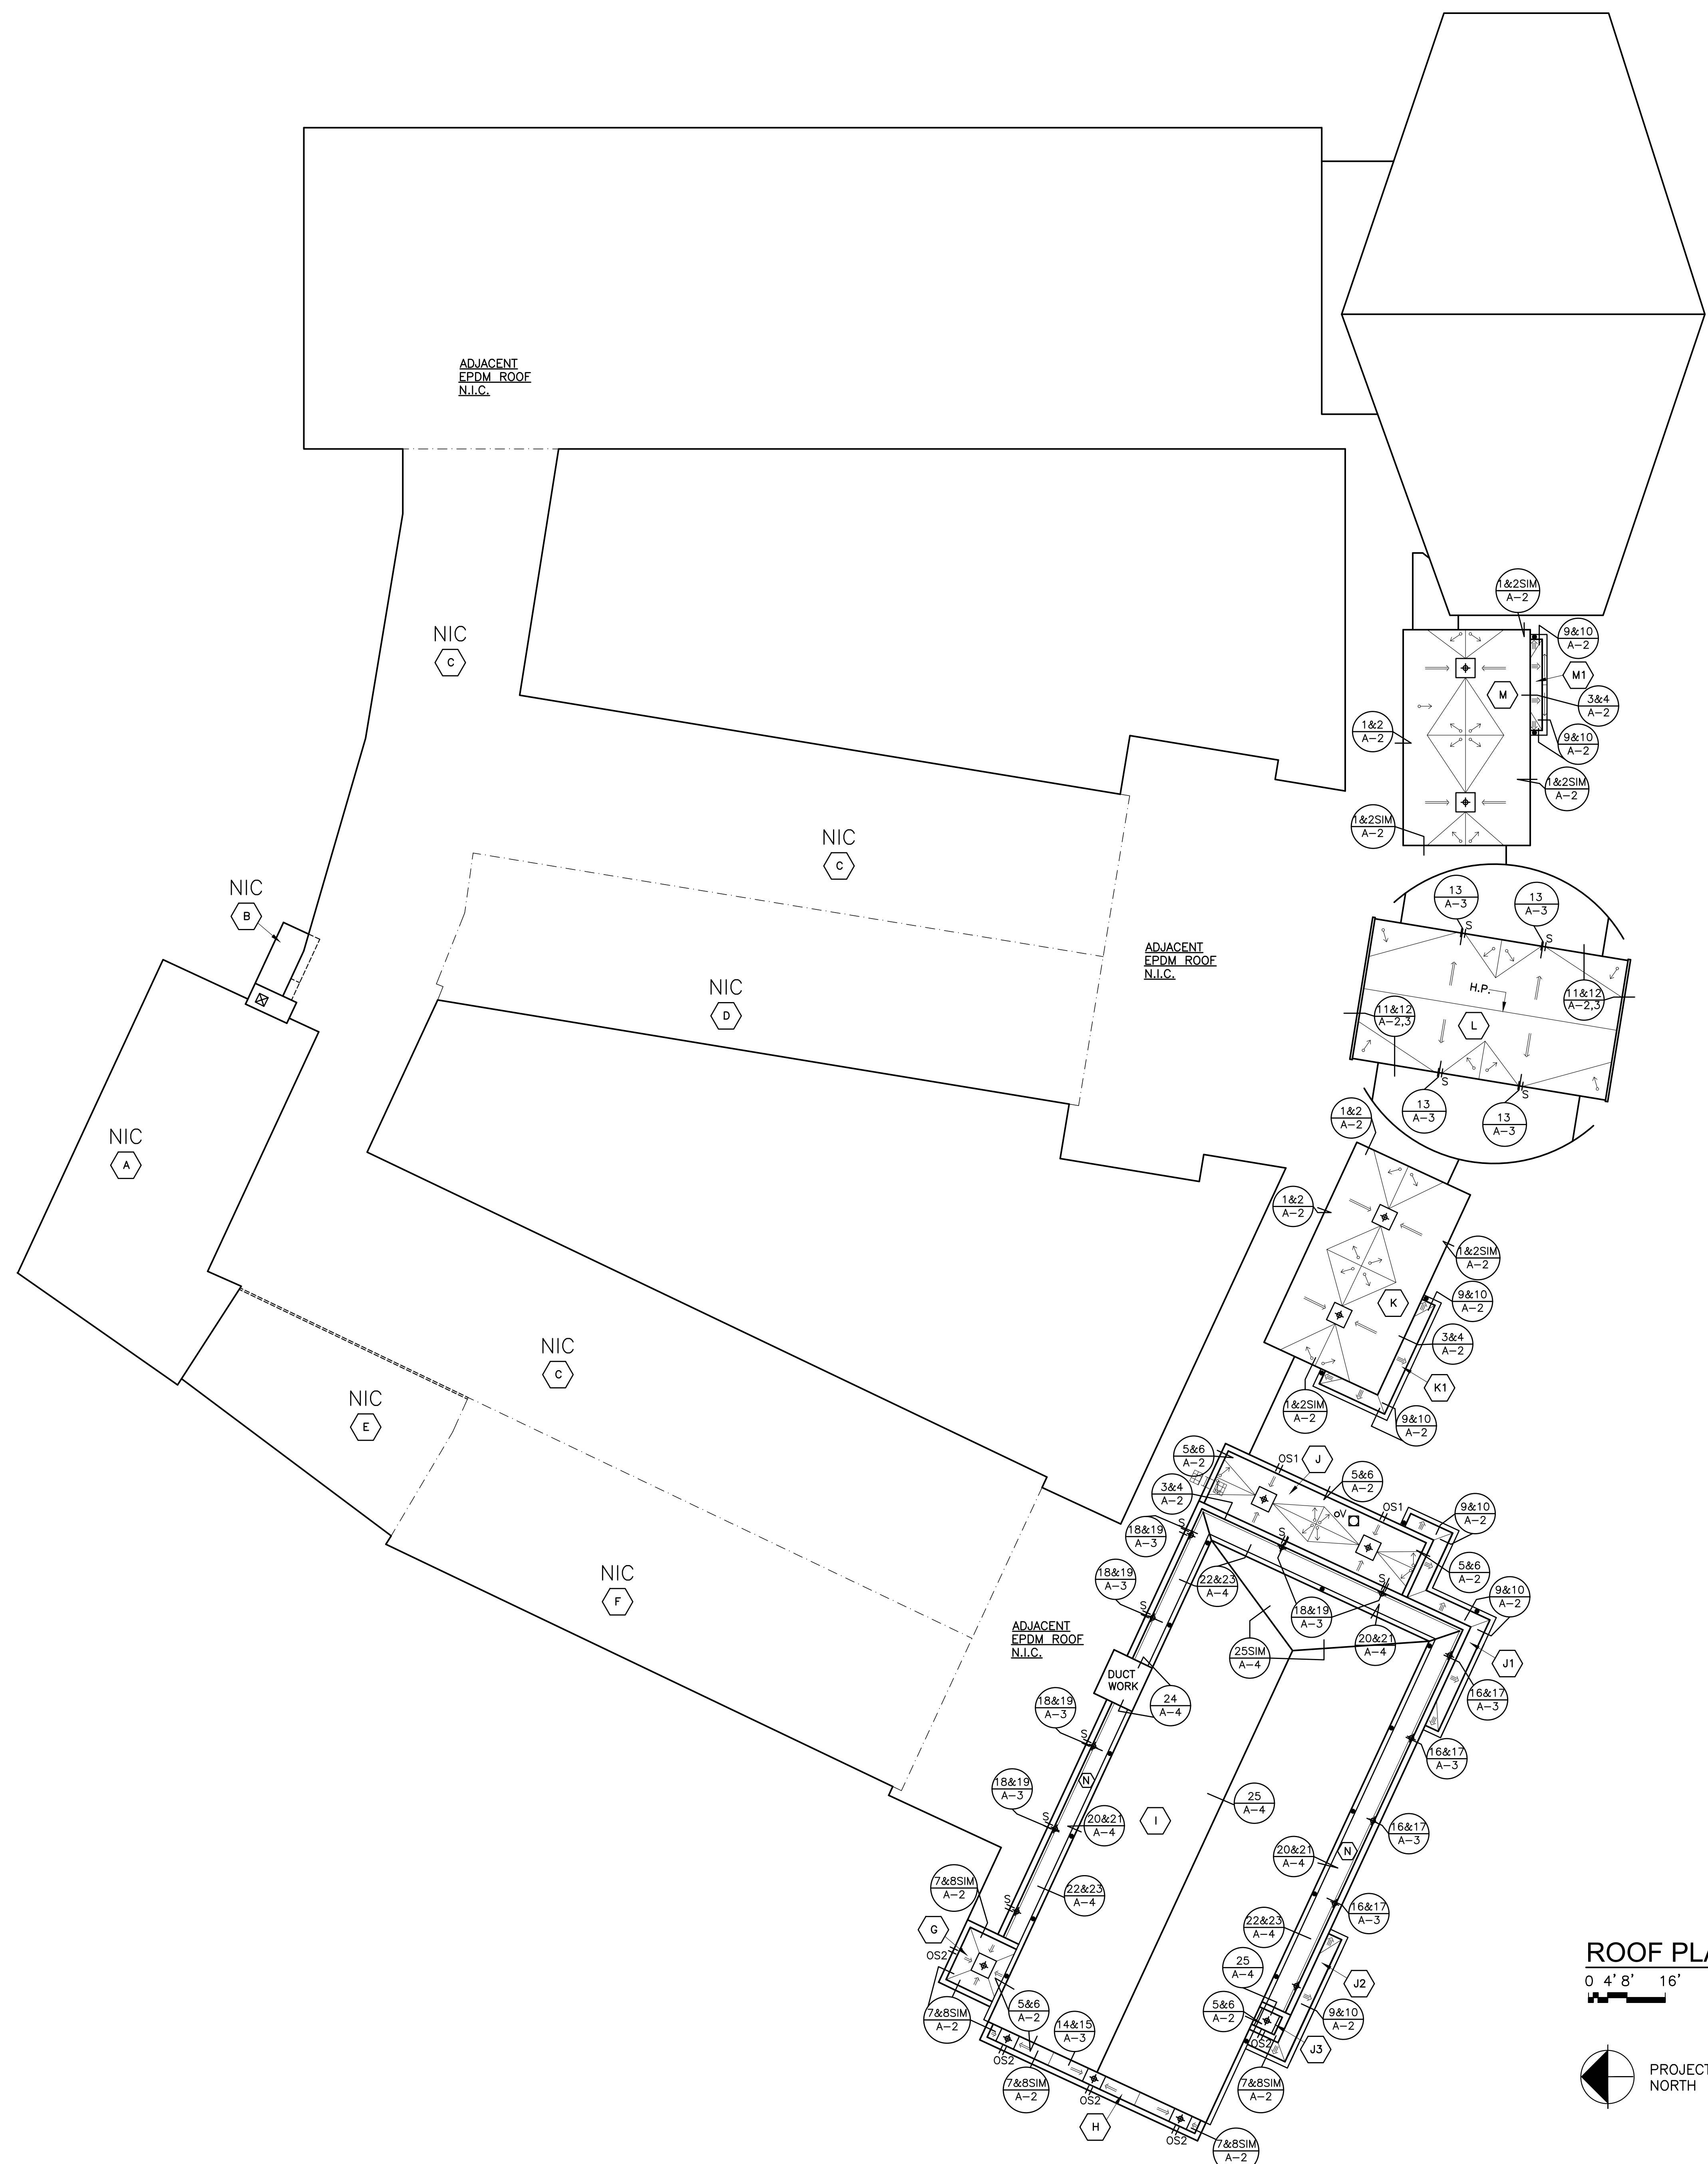 ADJACENT
EPDM ROOF
N.I.C.
1&2SIM
A-2
9&10
A-2
NIC
C
M1
M
3&4
A-2
1&2
A-2
9&10
A-2
1&2SIM
A-2
1&2SIM
A-2
NIC
C
NIC
B
13
A-3
13
A-3
S
S
ADJACENT
EPDM ROOF
N.I.C.
NIC
D
H.P.
11&12
A-2,3
11&12
A-2,3
L
S
S
13
A-3
13
A-3
NIC
A
1&2
A-2
1&2
A-2
1&2SIM
A-2
9&10
A-2
K
3&4
A-2
NIC
C
K1
NIC
E
1&2SIM
A-2
9&10
A-2
5&6
A-2
OS1
J
5&6
A-2
3&4
A-2
OS1
oV
9&10
A-2
S
18&19
A-3
S
5&6
A-2
NIC
F
18&19
A-3
22&23
A-4
S
9&10
A-2
S
18&19
A-3
ADJACENT
EPDM ROOF
N.I.C.
20&21
A-4
25SIM
A-4
J1
DUCT
WORK
24
A-4
16&17
A-3
18&19
A-3
S
16&17
A-3
N
18&19
A-3
S
25
A-4
I
20&21
A-4
16&17
A-3
N
20&21
A-4
7&8SIM
A-2
22&23
A-4
S
16&17
A-3
G
22&23
A-4
OS2
25
A-4
J2
5&6
A-2
5&6
A-2
9&10
A-2
7&8SIM
A-2
14&15
A-3
OS2
J3
OS2
7&8SIM
A-2
OS2
7&8SIM
A-2
H
OS2
7&8SIM
A-2
ROOF PLA
0 4' 8' 16'
PROJECT
NORTH